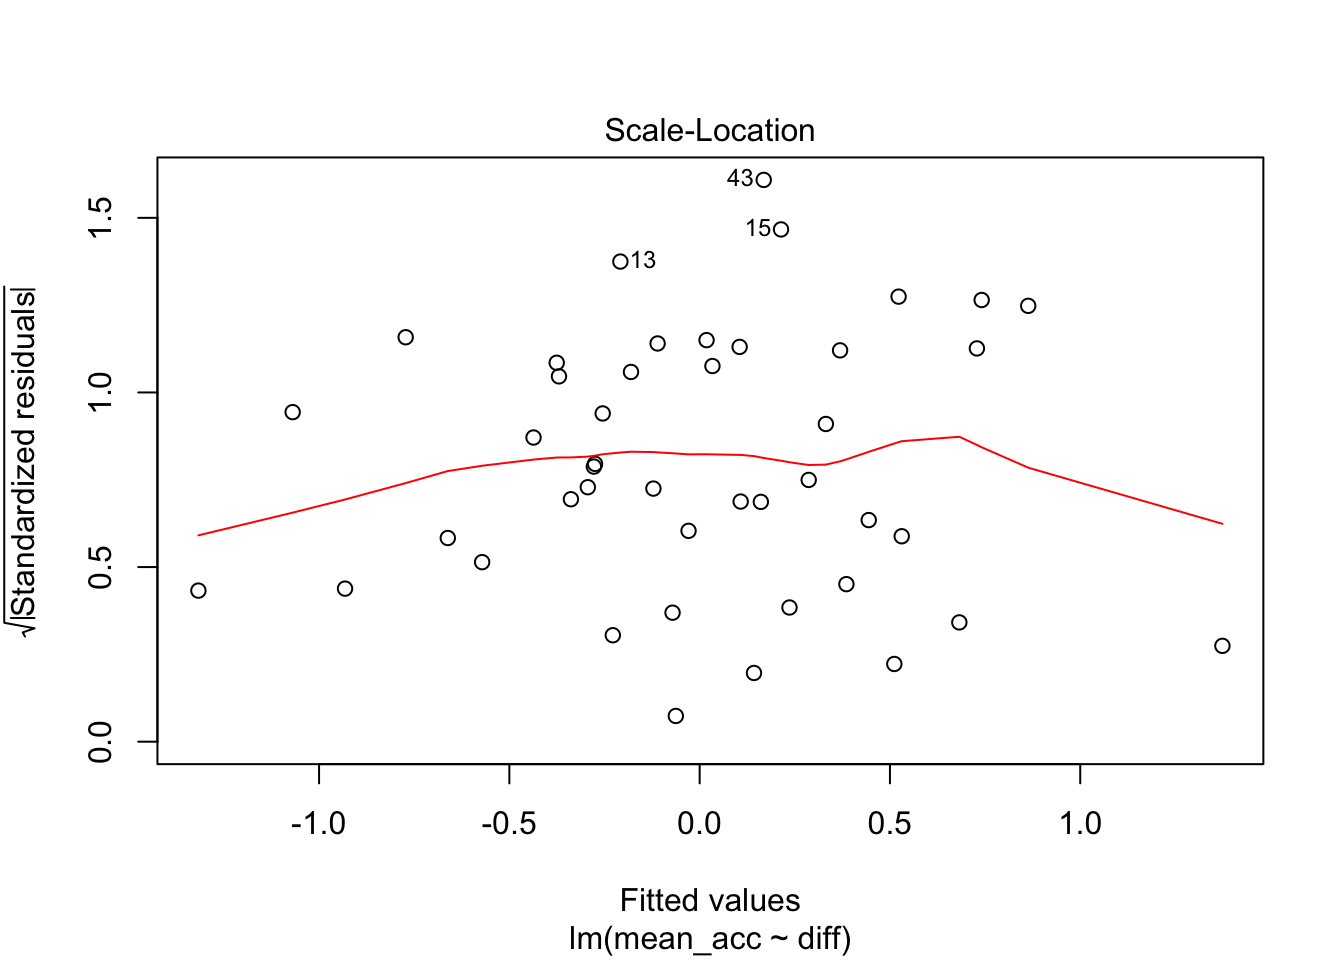 Scale-Location
43
15
13
√|Standardized residuals|
0.0 0.5 1.0 1.5
-1.0 -0.5 0.0 0.5 1.0
Fitted values
lm(mean_acc ~ diff)